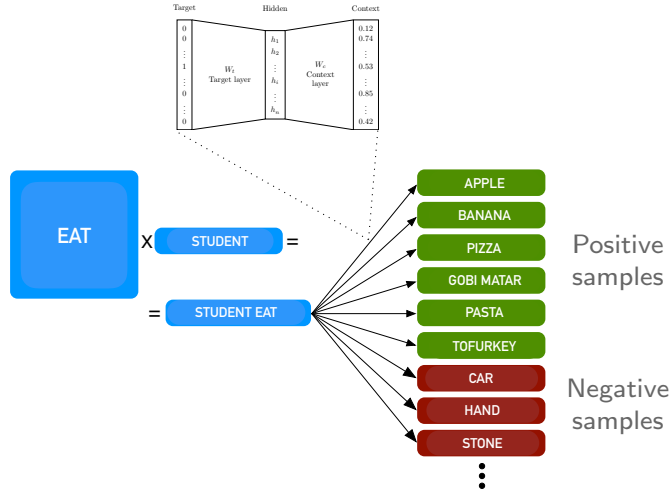 Target Hidden Context
0
0
⋮
1
⋮
0
⋮
0
W_t
Target layer
h_1
h_2
⋮
h_i
⋮
h_n
W_c
Context
layer
0.12
0.74
⋮
0.53
⋮
0.85
⋮
0.42
EAT
x
STUDENT
=
= STUDENT EAT
APPLE
BANANA
PIZZA
GOBI MATAR
PASTA
TOFURKEY
Positive
samples
CAR
HAND
STONE
Negative
samples